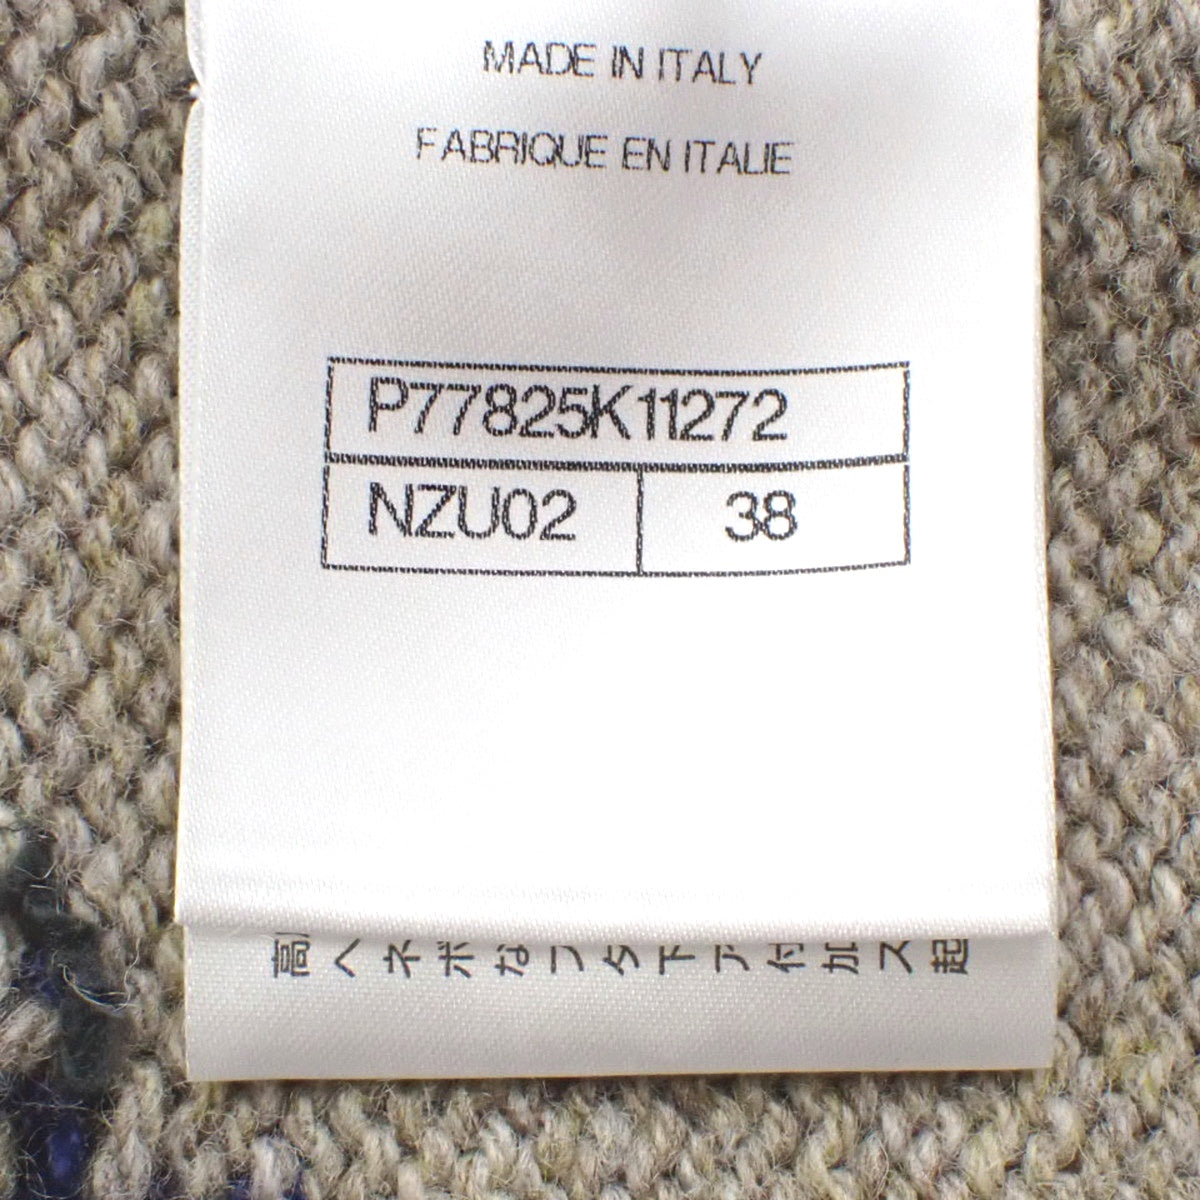 MADE IN ITALY
FABRIQUE EN ITALIE
P77825K11272
NZU02 38